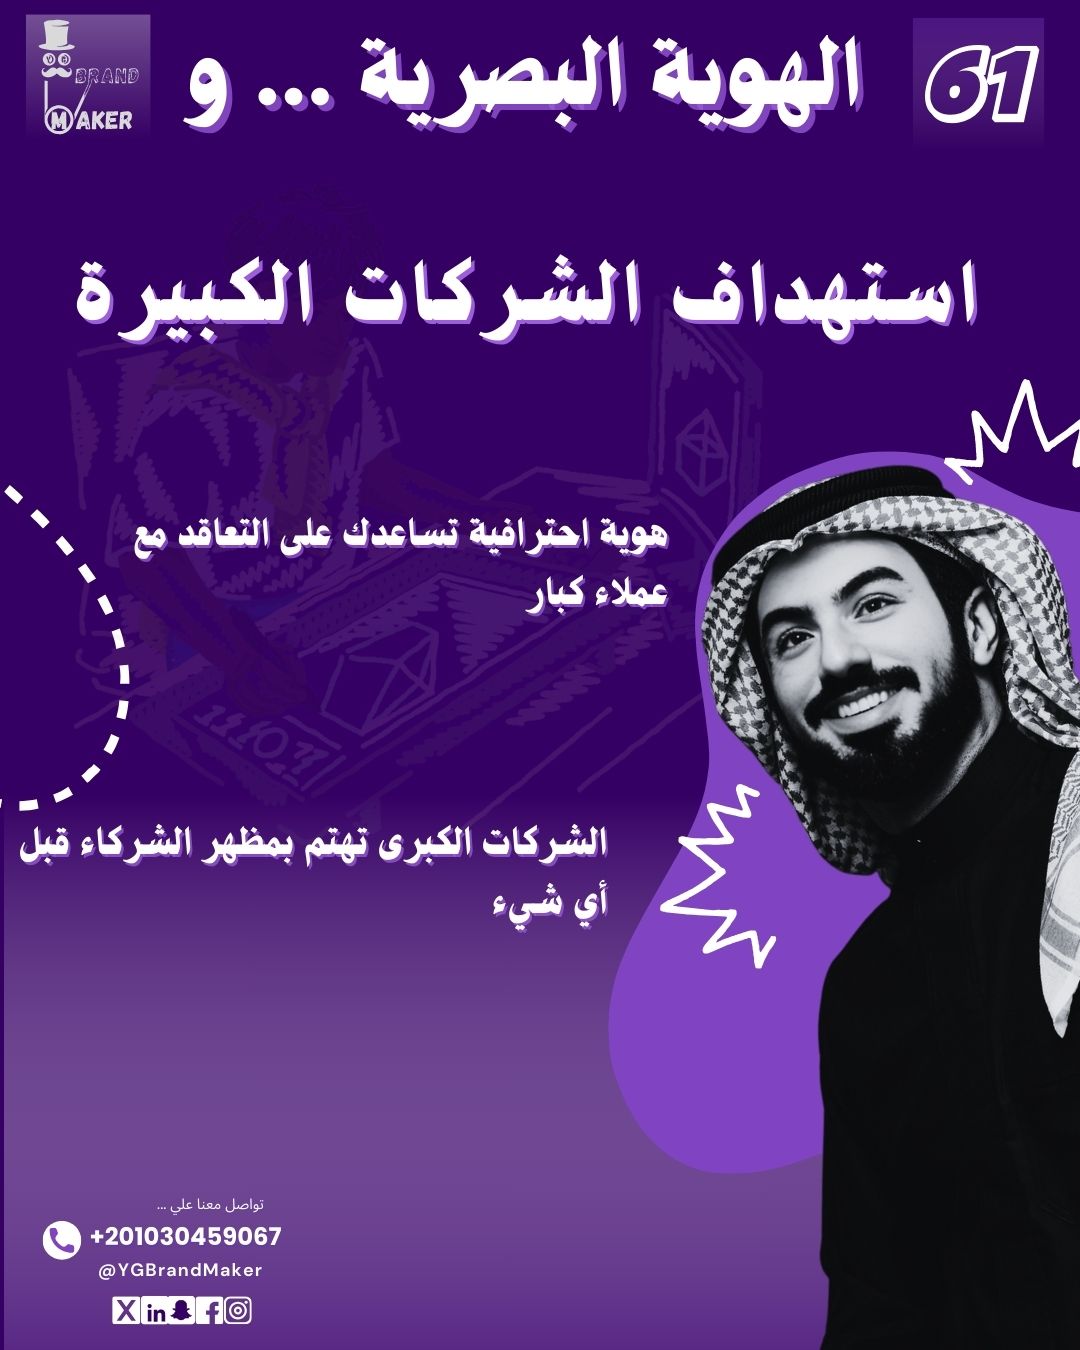 61
الهوية البصرية ... و
BRAND
MAKER
استهداف الشركات الكبيرة
هوية احترافية تساعدك على التعاقد مع
عملاء كبار
الشركات الكبرى تهتم بمظهر الشركاء قبل
أي شيء
تواصل معنا علي ...
+201030459067
@YGBrandMaker